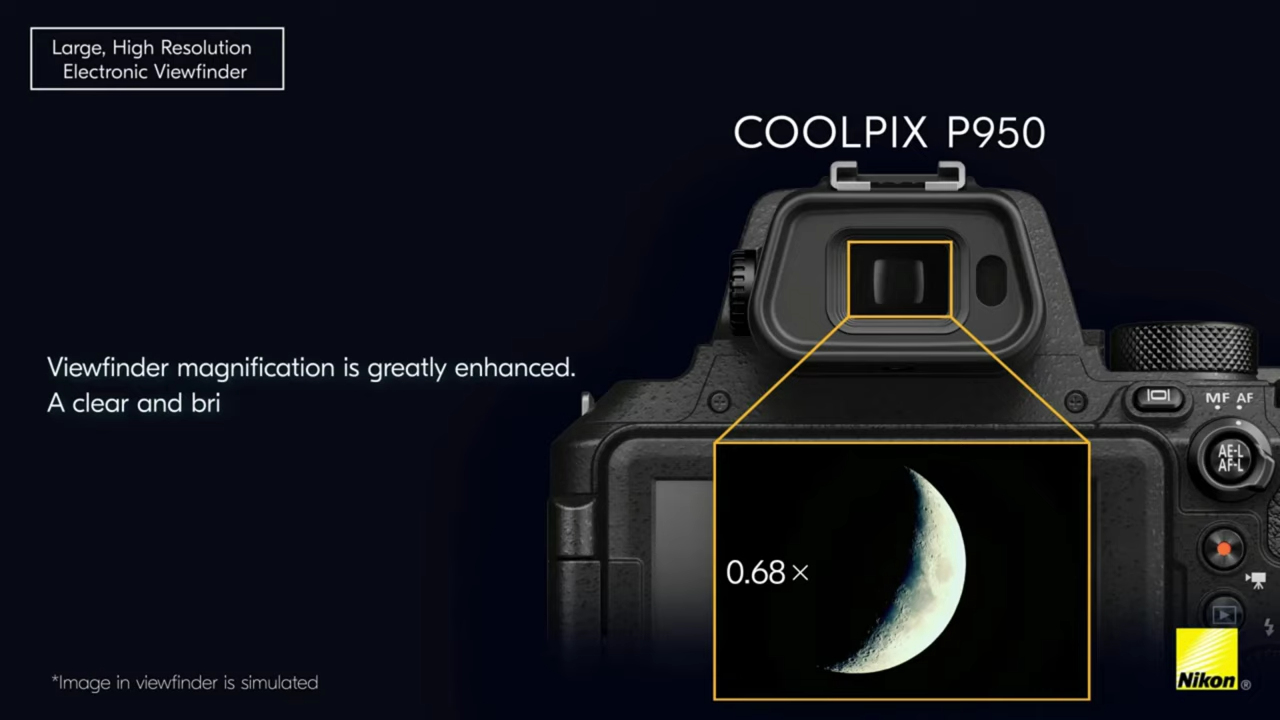 Large, High Resolution
Electronic Viewfinder
COOLPIX P950
Viewfinder magnification is greatly enhanced.
A clear and bri
MF AF
AE-L
AF-L
0.68×
*Image in viewfinder is simulated
Nikon®